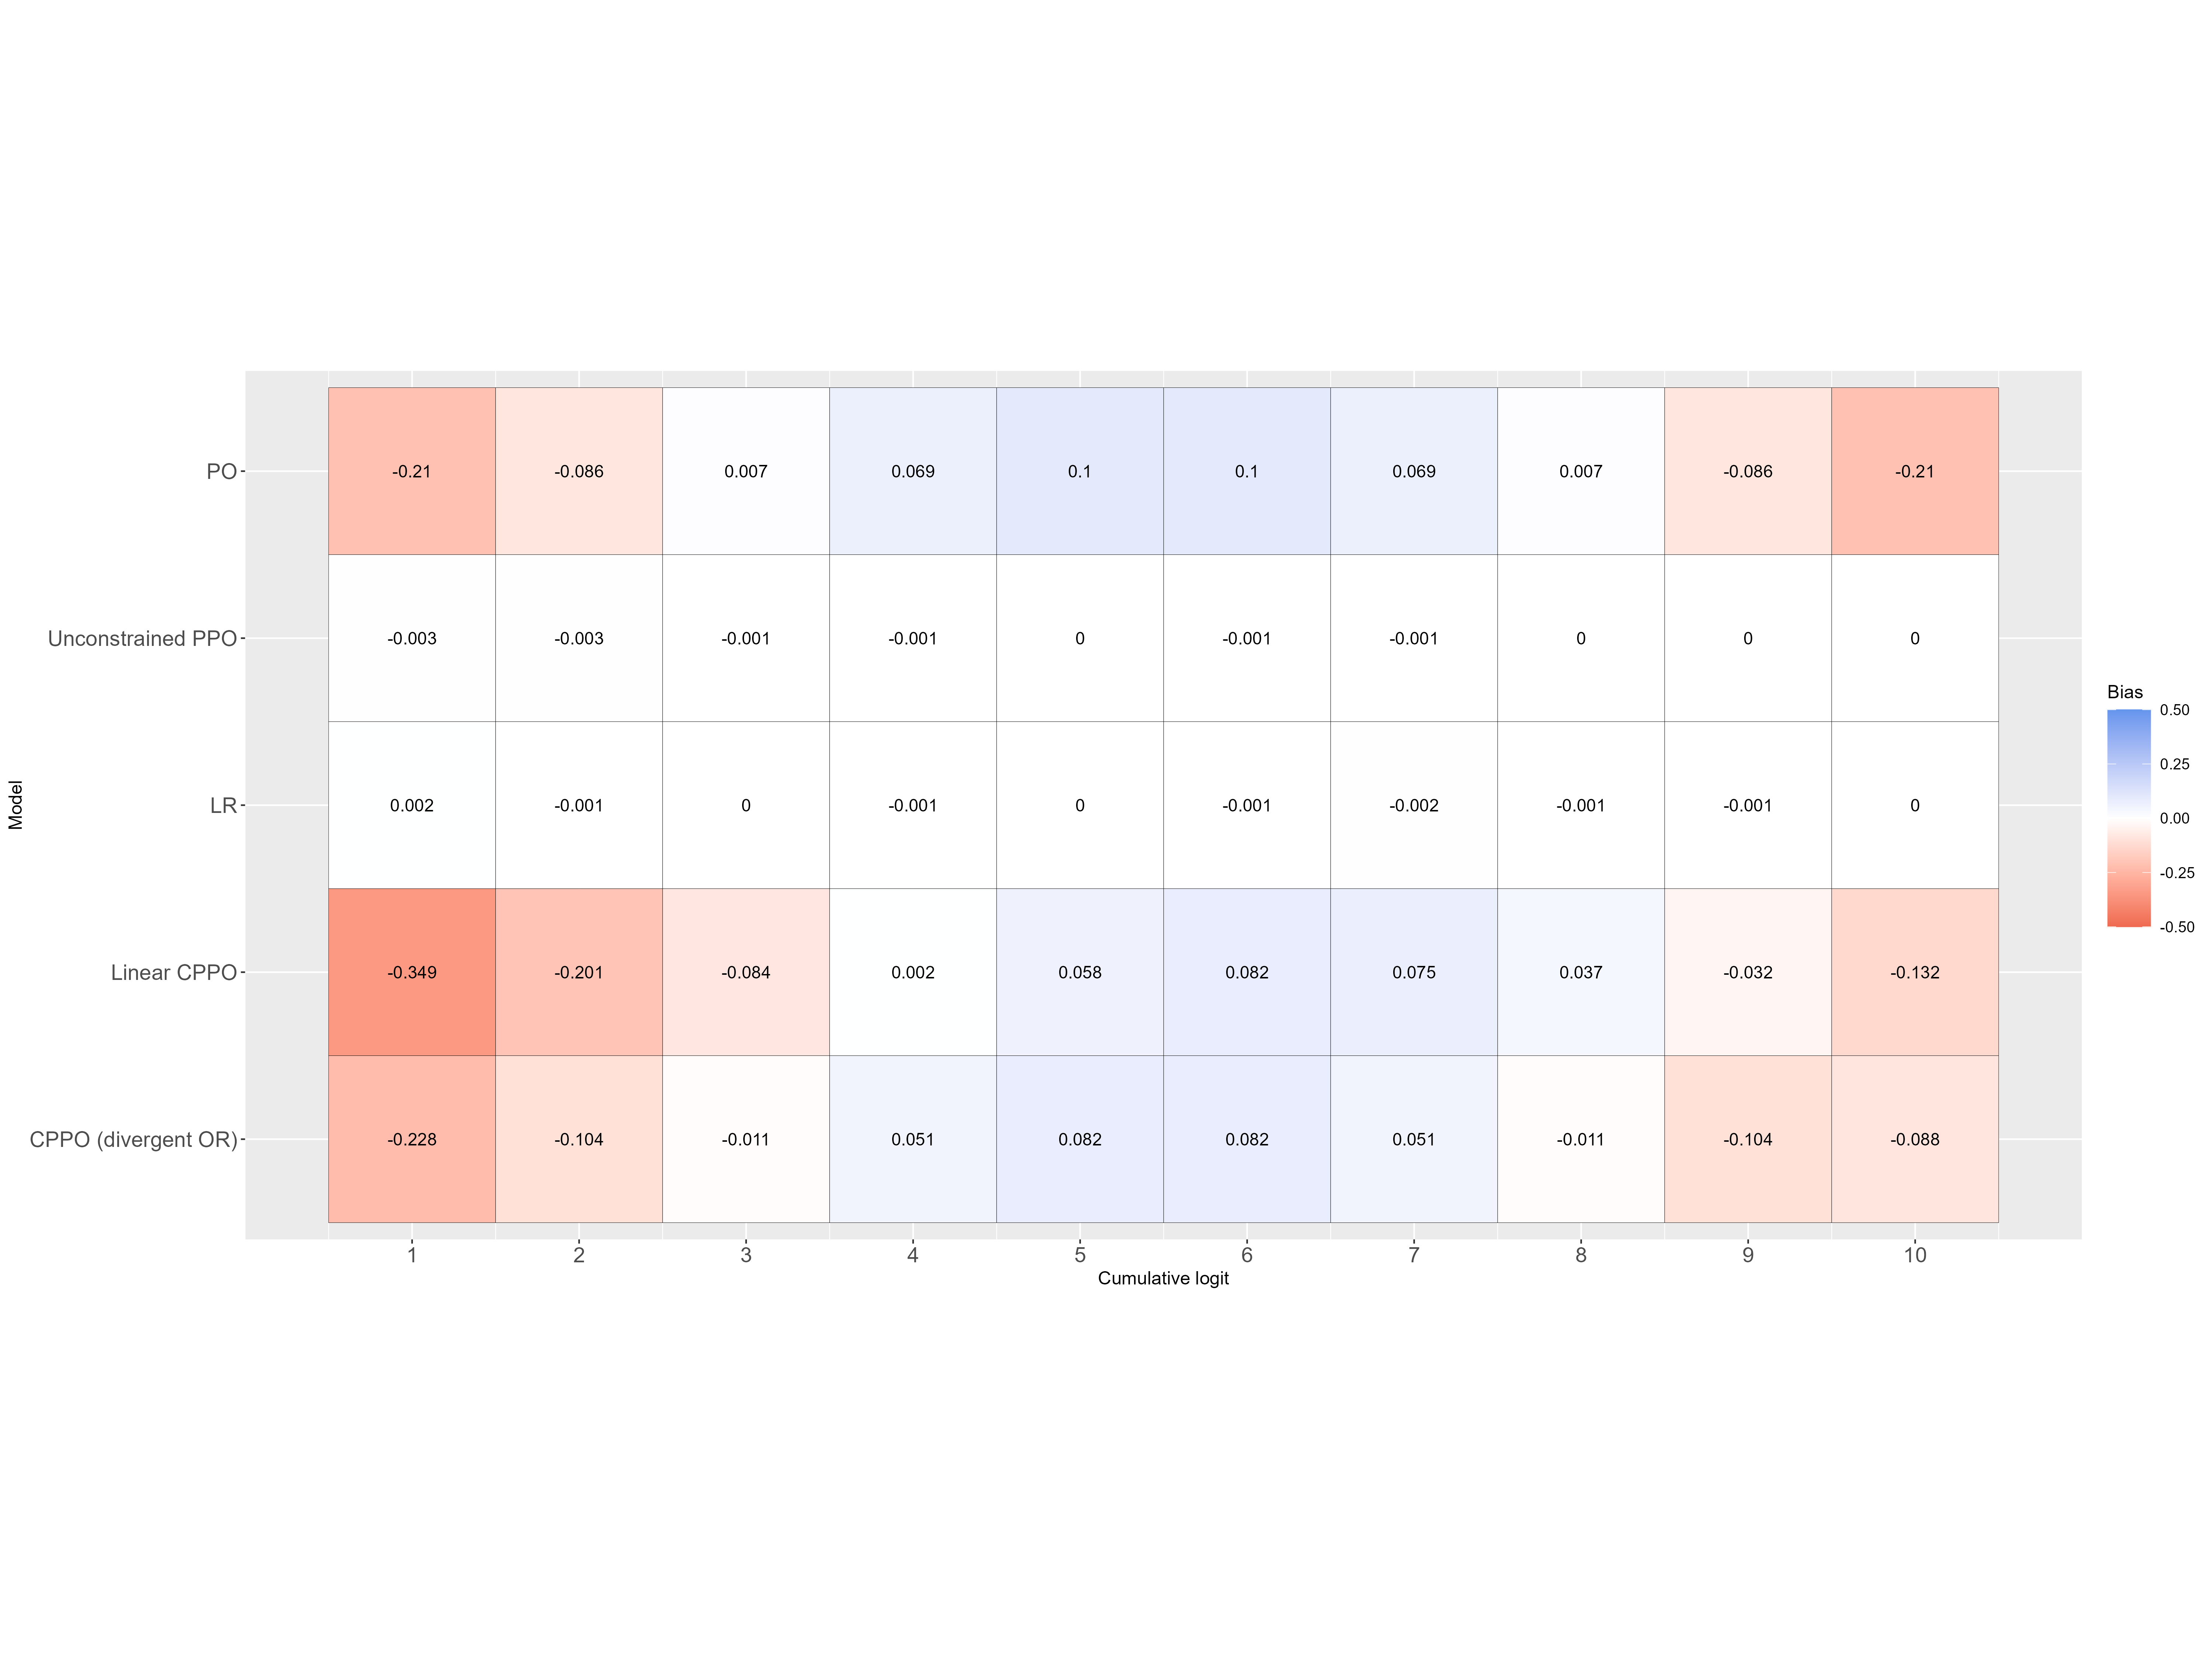 PO -0.21 -0.086 0.007 0.069 0.1 0.1 0.069 0.007 -0.086 -0.21
Unconstrained PPO -0.003 -0.003 -0.001 -0.001 0 -0.001 -0.001 0 0 0
LR 0.002 -0.001 0 -0.001 0 -0.001 -0.002 -0.001 -0.001 0
Linear CPPO -0.349 -0.201 -0.084 0.002 0.058 0.082 0.075 0.037 -0.032 -0.132
CPPO (divergent OR) -0.228 -0.104 -0.011 0.051 0.082 0.082 0.051 -0.011 -0.104 -0.088
1 2 3 4 5 6 7 8 9 10
Cumulative logit
Model
Bias
0.50
0.25
0.00
-0.25
-0.50